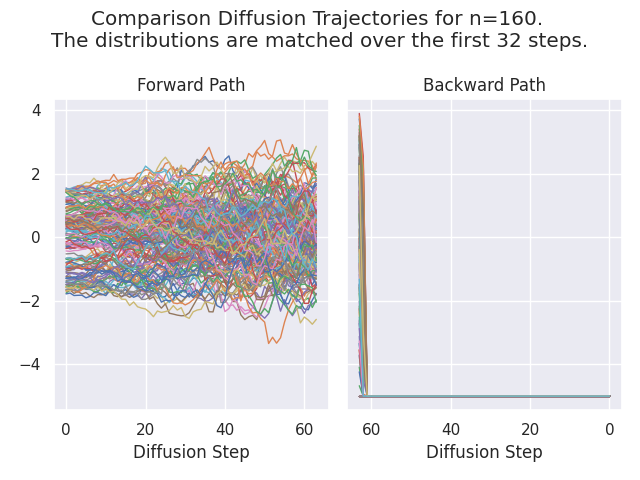 Comparison Diffusion Trajectories for n=160.
The distributions are matched over the first 32 steps.
Forward Path
Backward Path
4
2
0
−2
−4
0 20 40 60
60 40 20 0
Diffusion Step
Diffusion Step